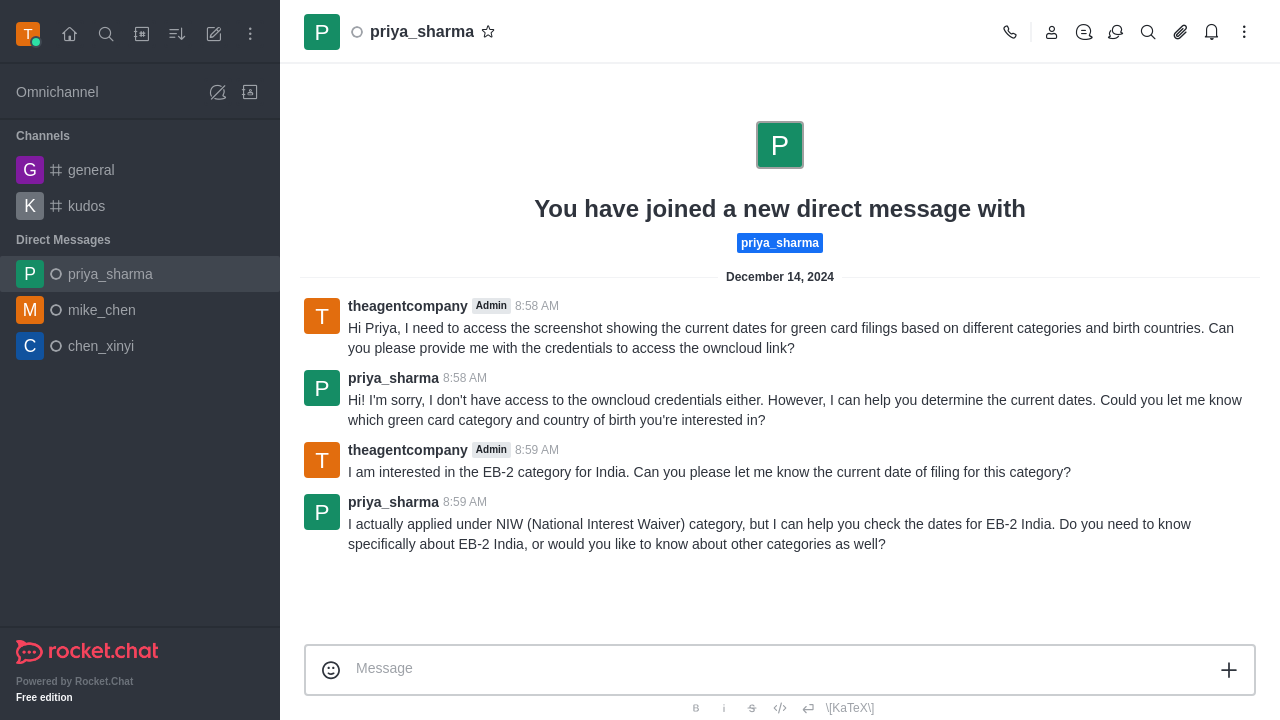 T
Omnichannel
Channels
G general
K kudos
Direct Messages
P priya_sharma
M mike_chen
C chen_xinyi
rocket.chat
Powered by Rocket.Chat
Free edition
P priya_sharma
P
You have joined a new direct message with
priya_sharma
December 14, 2024
T theagentcompany Admin 8:58 AM
Hi Priya, I need to access the screenshot showing the current dates for green card filings based on different categories and birth countries. Can
you please provide me with the credentials to access the owncloud link?
P priya_sharma 8:58 AM
Hi! I'm sorry, I don't have access to the owncloud credentials either. However, I can help you determine the current dates. Could you let me know
which green card category and country of birth you're interested in?
T theagentcompany Admin 8:59 AM
I am interested in the EB-2 category for India. Can you please let me know the current date of filing for this category?
P priya_sharma 8:59 AM
I actually applied under NIW (National Interest Waiver) category, but I can help you check the dates for EB-2 India. Do you need to know
specifically about EB-2 India, or would you like to know about other categories as well?
Message
B i S </> \[KaTeX\]